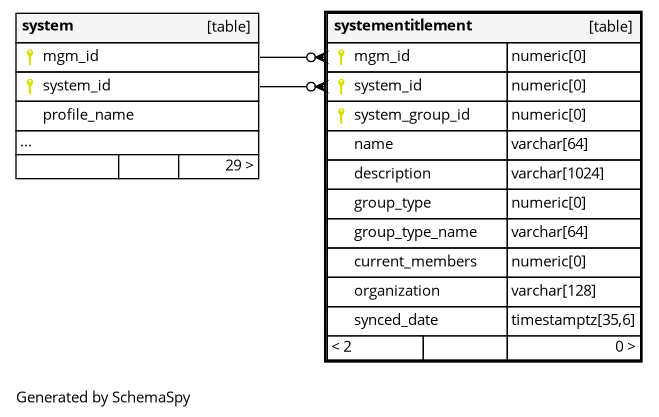 system [table]
mgm_id
system_id
profile_name
...
29 >
systementitlement [table]
mgm_id numeric[0]
system_id numeric[0]
system_group_id numeric[0]
name varchar[64]
description varchar[1024]
group_type numeric[0]
group_type_name varchar[64]
current_members numeric[0]
organization varchar[128]
synced_date timestamptz[35,6]
< 2 0 >
Generated by SchemaSpy